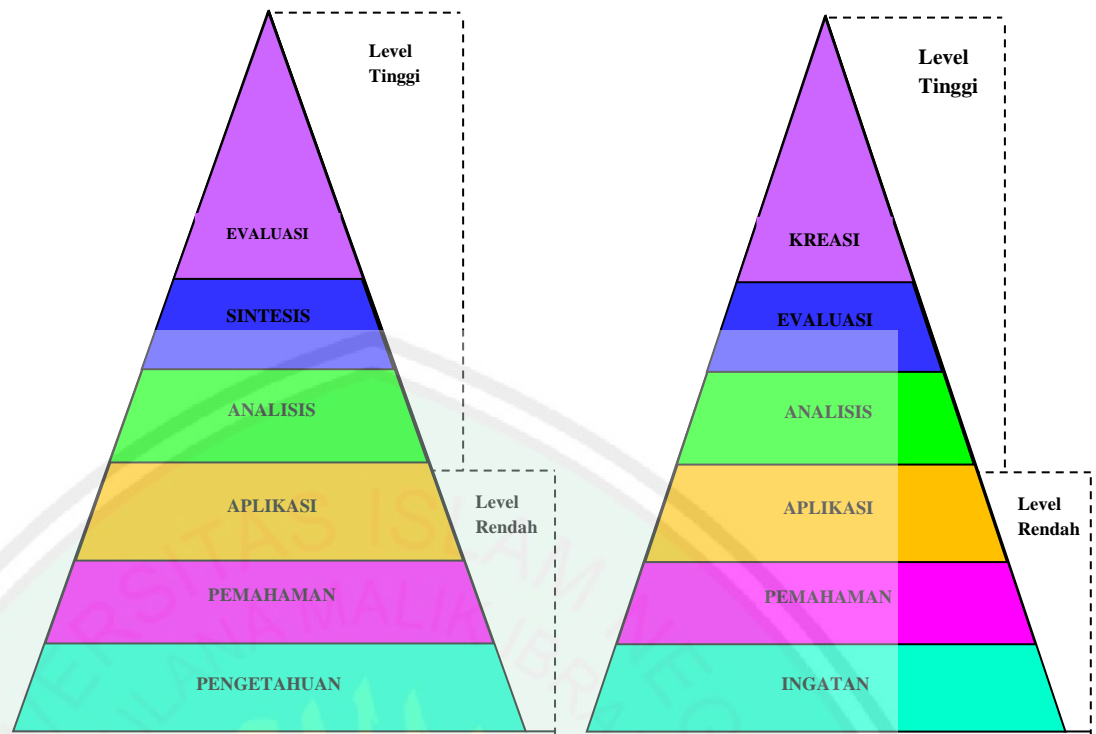 Level
Tinggi
EVALUASI
SINTESIS
ANALISIS
APLIKASI
Level
Rendah
PEMAHAMAN
PENGETAHUAN
Level
Tinggi
KREASI
EVALUASI
ANALISIS
APLIKASI
Level
Rendah
PEMAHAMAN
INGATAN